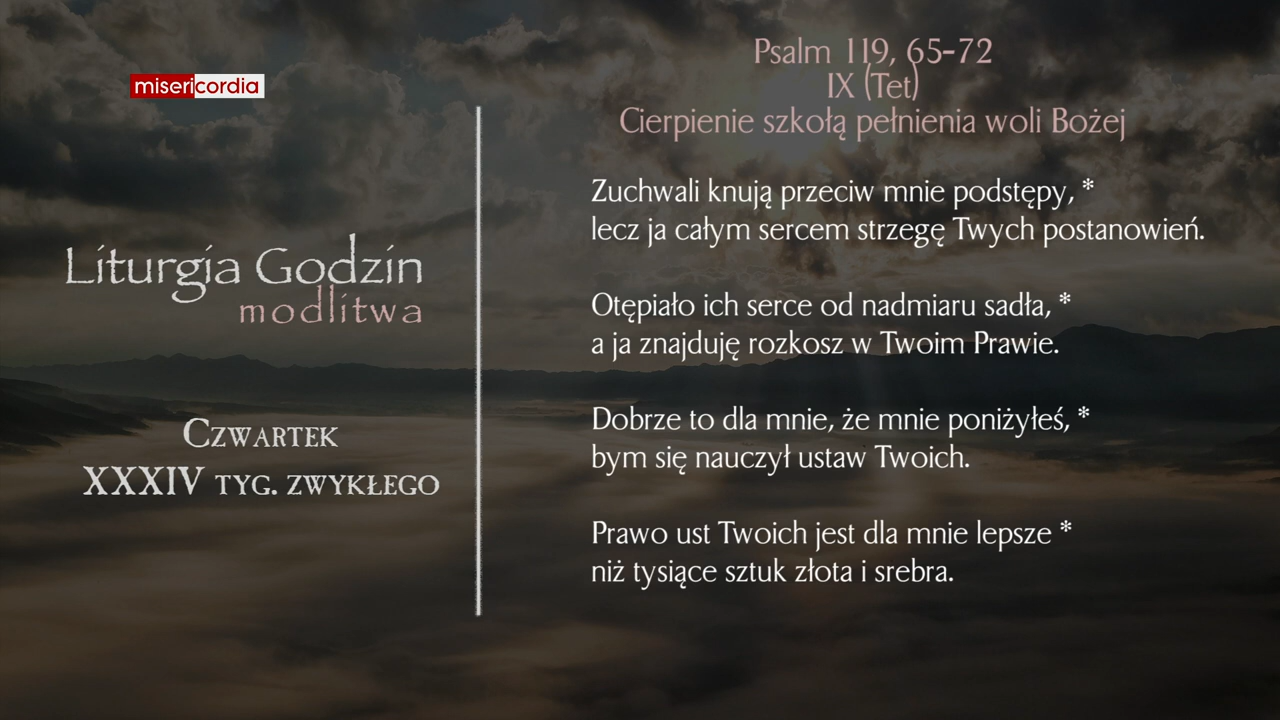 misericordia
Liturgia Godzin
modlitwa
Czwartek
XXXIV tyg. zwykłego
Psalm 119, 65-72
IX (Tet)
Cierpienie szkołą pełnienia woli Bożej
Zuchwali knują przeciw mnie podstępy, *
lecz ja całym sercem strzegę Twych postanowień.
Otępiało ich serce od nadmiaru sadła, *
a ja znajduję rozkosz w Twoim Prawie.
Dobrze to dla mnie, że mnie poniżyłeś, *
bym się nauczył ustaw Twoich.
Prawo ust Twoich jest dla mnie lepsze *
niż tysiące sztuk złota i srebra.